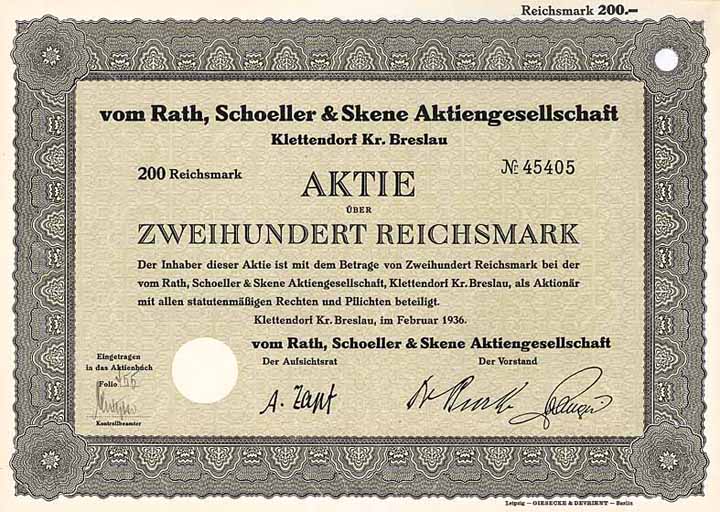 Reichsmark 200.—
vom Rath, Schoeller & Skene Aktiengesellschaft
Klettendorf Kr. Breslau
200 Reichsmark
№ 45405
AKTIE
ÜBER
ZWEIHUNDERT REICHSMARK
Der Inhaber dieser Aktie ist mit dem Betrage von Zweihundert Reichsmark bei der
vom Rath, Schoeller & Skene Aktiengesellschaft, Klettendorf Kr. Breslau, als Aktionär
mit allen statutenmäßigen Rechten und Pflichten beteiligt.
Klettendorf Kr. Breslau, im Februar 1936.
vom Rath, Schoeller & Skene Aktiengesellschaft
Der Aufsichtsrat
Der Vorstand
Eingetragen
in das Aktienbuch
Folio
Kontrollbeamter
A. Zapf
Leipzig — GIESECKE & DEVRIENT — Berlin